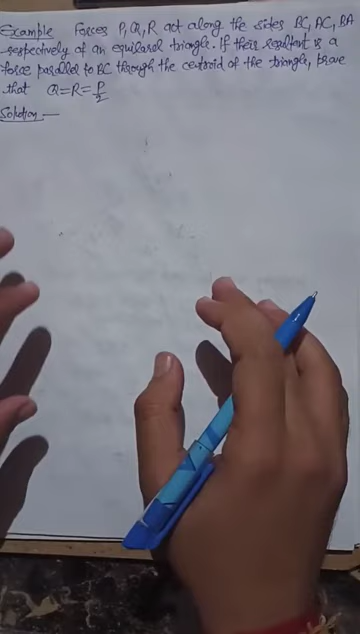 Example Forces P, Q, R act along the sides BC, AC, BA
respectively of an equilaral triangle. If their resultant is a
force parallel to BC through the centroid of the triangle, prove
that Q=R=P/2
Solution:—